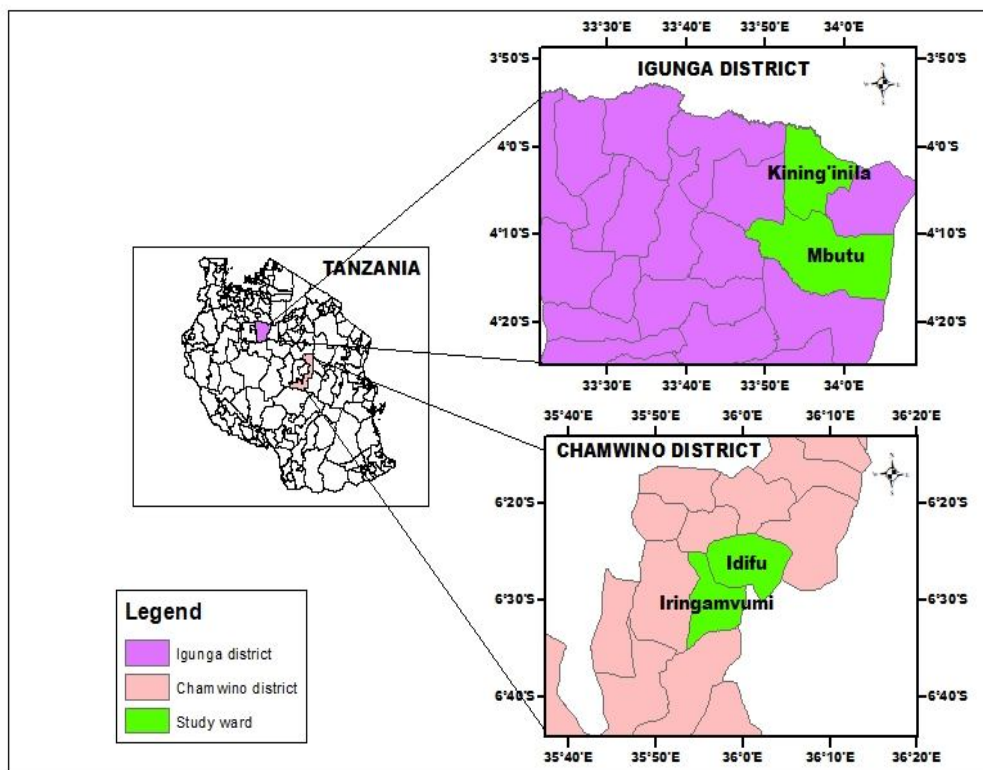 33°30'E 33°40'E 33°50'E 34°0'E
3°50'S 3°50'S
IGUNGA DISTRICT
N
W E
S
4°0'S 4°0'S
Kining'inila
4°10'S 4°10'S
Mbutu
4°20'S 4°20'S
33°30'E 33°40'E 33°50'E 34°0'E
TANZANIA
35°40'E 35°50'E 36°0'E 36°10'E 36°20'E
CHAMWINO DISTRICT
N
W E
S
6°20'S 6°20'S
Idifu
6°30'S 6°30'S
Iringamvumi
6°40'S 6°40'S
35°40'E 35°50'E 36°0'E 36°10'E 36°20'E
Legend
Igunga district
Chamwino district
Study ward